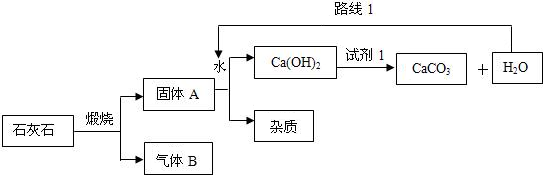 路线 1
水
Ca(OH)₂
试剂 1
CaCO₃
+
H₂O
固体 A
石灰石
煅烧
杂质
气体 B